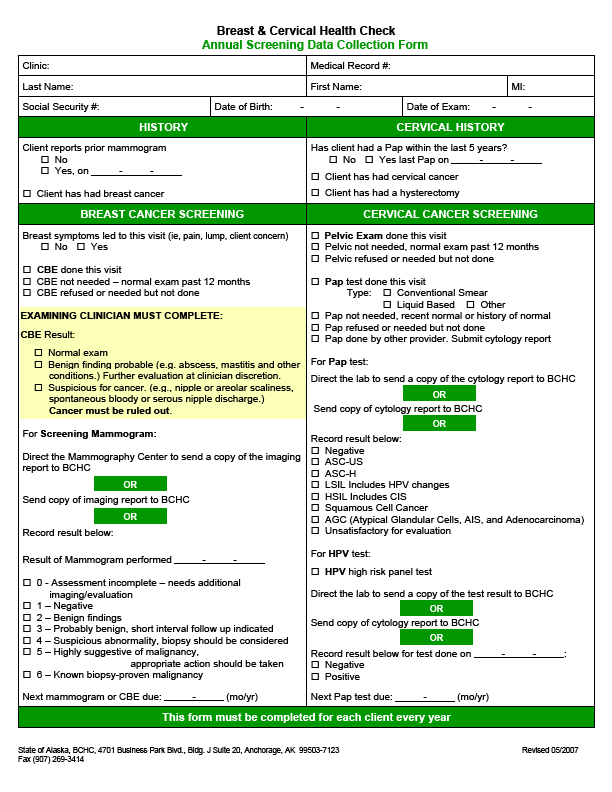 Breast & Cervical Health Check
Annual Screening Data Collection Form
Clinic:
Medical Record #:
Last Name:
First Name:
MI:
Social Security #:
Date of Birth: - -
Date of Exam: - -
HISTORY
Client reports prior mammogram
☐ No
☐ Yes, on _____-_____-_____
☐ Client has had breast cancer
CERVICAL HISTORY
Has client had a Pap within the last 5 years?
☐ No ☐ Yes last Pap on _____-_____-_____
☐ Client has had cervical cancer
☐ Client has had a hysterectomy
BREAST CANCER SCREENING
Breast symptoms led to this visit (ie, pain, lump, client concern)
☐ No ☐ Yes
☐ CBE done this visit
☐ CBE not needed – normal exam past 12 months
☐ CBE refused or needed but not done
EXAMINING CLINICIAN MUST COMPLETE:
CBE Result:
☐ Normal exam
☐ Benign finding probable (e.g. abscess, mastitis and other
conditions.) Further evaluation at clinician discretion.
☐ Suspicious for cancer. (e.g., nipple or areolar scaliness,
spontaneous bloody or serous nipple discharge.)
Cancer must be ruled out.
For Screening Mammogram:
Direct the Mammography Center to send a copy of the imaging
report to BCHC
OR
Send copy of imaging report to BCHC
OR
Record result below:
Result of Mammogram performed _____-_____-_____
☐ 0 - Assessment incomplete – needs additional
imaging/evaluation
☐ 1 – Negative
☐ 2 – Benign findings
☐ 3 – Probably benign, short interval follow up indicated
☐ 4 – Suspicious abnormality, biopsy should be considered
☐ 5 – Highly suggestive of malignancy,
appropriate action should be taken
☐ 6 – Known biopsy-proven malignancy
Next mammogram or CBE due: _____-_____ (mo/yr)
CERVICAL CANCER SCREENING
☐ Pelvic Exam done this visit
☐ Pelvic not needed, normal exam past 12 months
☐ Pelvic refused or needed but not done
☐ Pap test done this visit
Type: ☐ Conventional Smear
☐ Liquid Based ☐ Other
☐ Pap not needed, recent normal or history of normal
☐ Pap refused or needed but not done
☐ Pap done by other provider. Submit cytology report
For Pap test:
Direct the lab to send a copy of the cytology report to BCHC
OR
Send copy of cytology report to BCHC
OR
Record result below:
☐ Negative
☐ ASC-US
☐ ASC-H
☐ LSIL Includes HPV changes
☐ HSIL Includes CIS
☐ Squamous Cell Cancer
☐ AGC (Atypical Glandular Cells, AIS, and Adenocarcinoma)
☐ Unsatisfactory for evaluation
For HPV test:
☐ HPV high risk panel test
Direct the lab to send a copy of the test result to BCHC
OR
Send copy of cytology report to BCHC
OR
Record result below for test done on _____-_____-_____:
☐ Negative
☐ Positive
Next Pap test due: _____-_____ (mo/yr)
This form must be completed for each client every year
State of Alaska, BCHC, 4701 Business Park Blvd., Bldg. J Suite 20, Anchorage, AK 99503-7123
Revised 05/2007
Fax (907) 269-3414